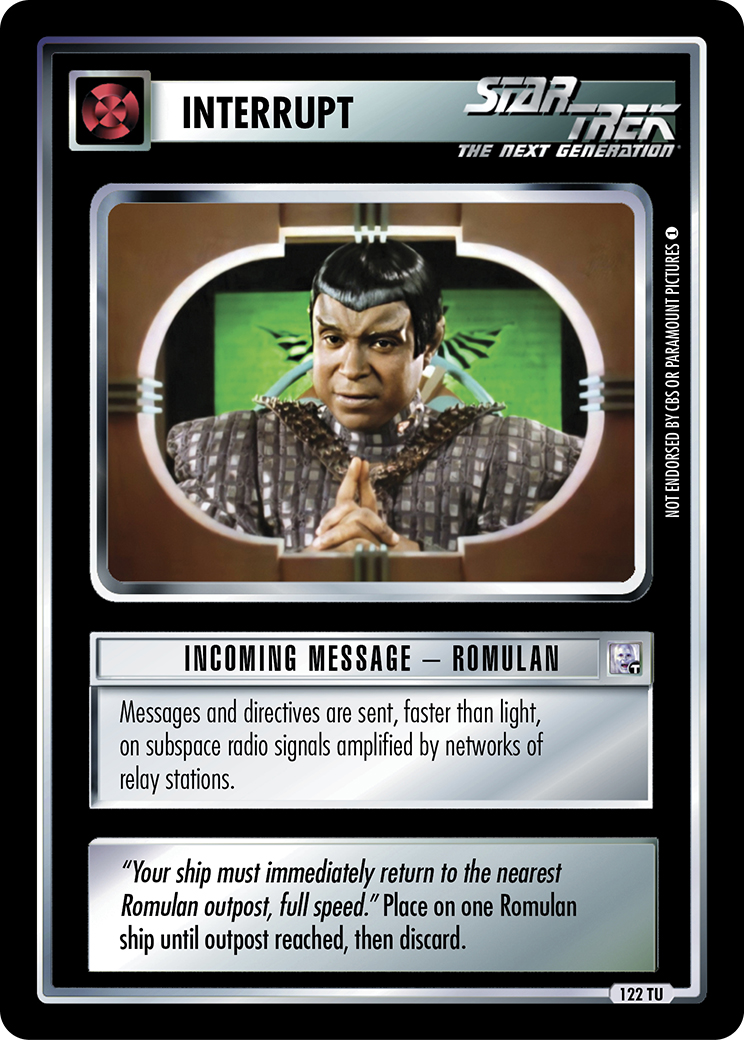 INTERRUPT
STAR TREK
THE NEXT GENERATION
NOT ENDORSED BY CBS OR PARAMOUNT PICTURES 1
INCOMING MESSAGE – ROMULAN
T
Messages and directives are sent, faster than light,
on subspace radio signals amplified by networks of
relay stations.
“Your ship must immediately return to the nearest
Romulan outpost, full speed.” Place on one Romulan
ship until outpost reached, then discard.
122 TU